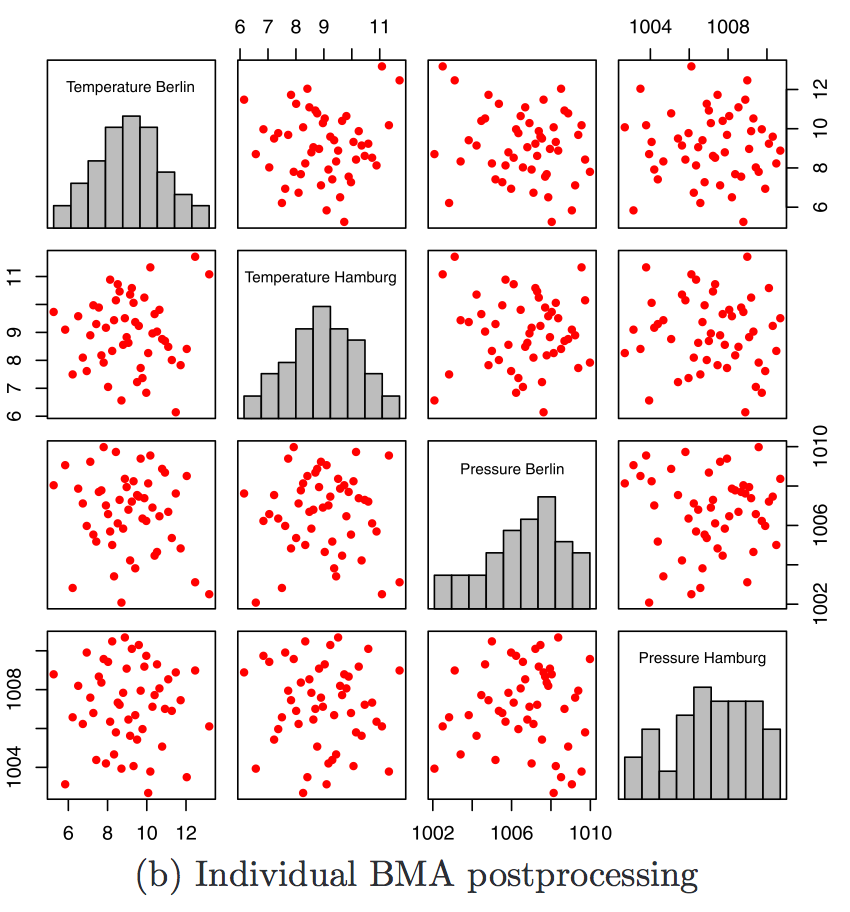 6 7 8 9 11
1004 1008
Temperature Berlin
6 8 10 12
Temperature Hamburg
6 7 8 9 11
Pressure Berlin
1002 1006 1010
Pressure Hamburg
1004 1008
6 8 10 12
1002 1006 1010
(b) Individual BMA postprocessing